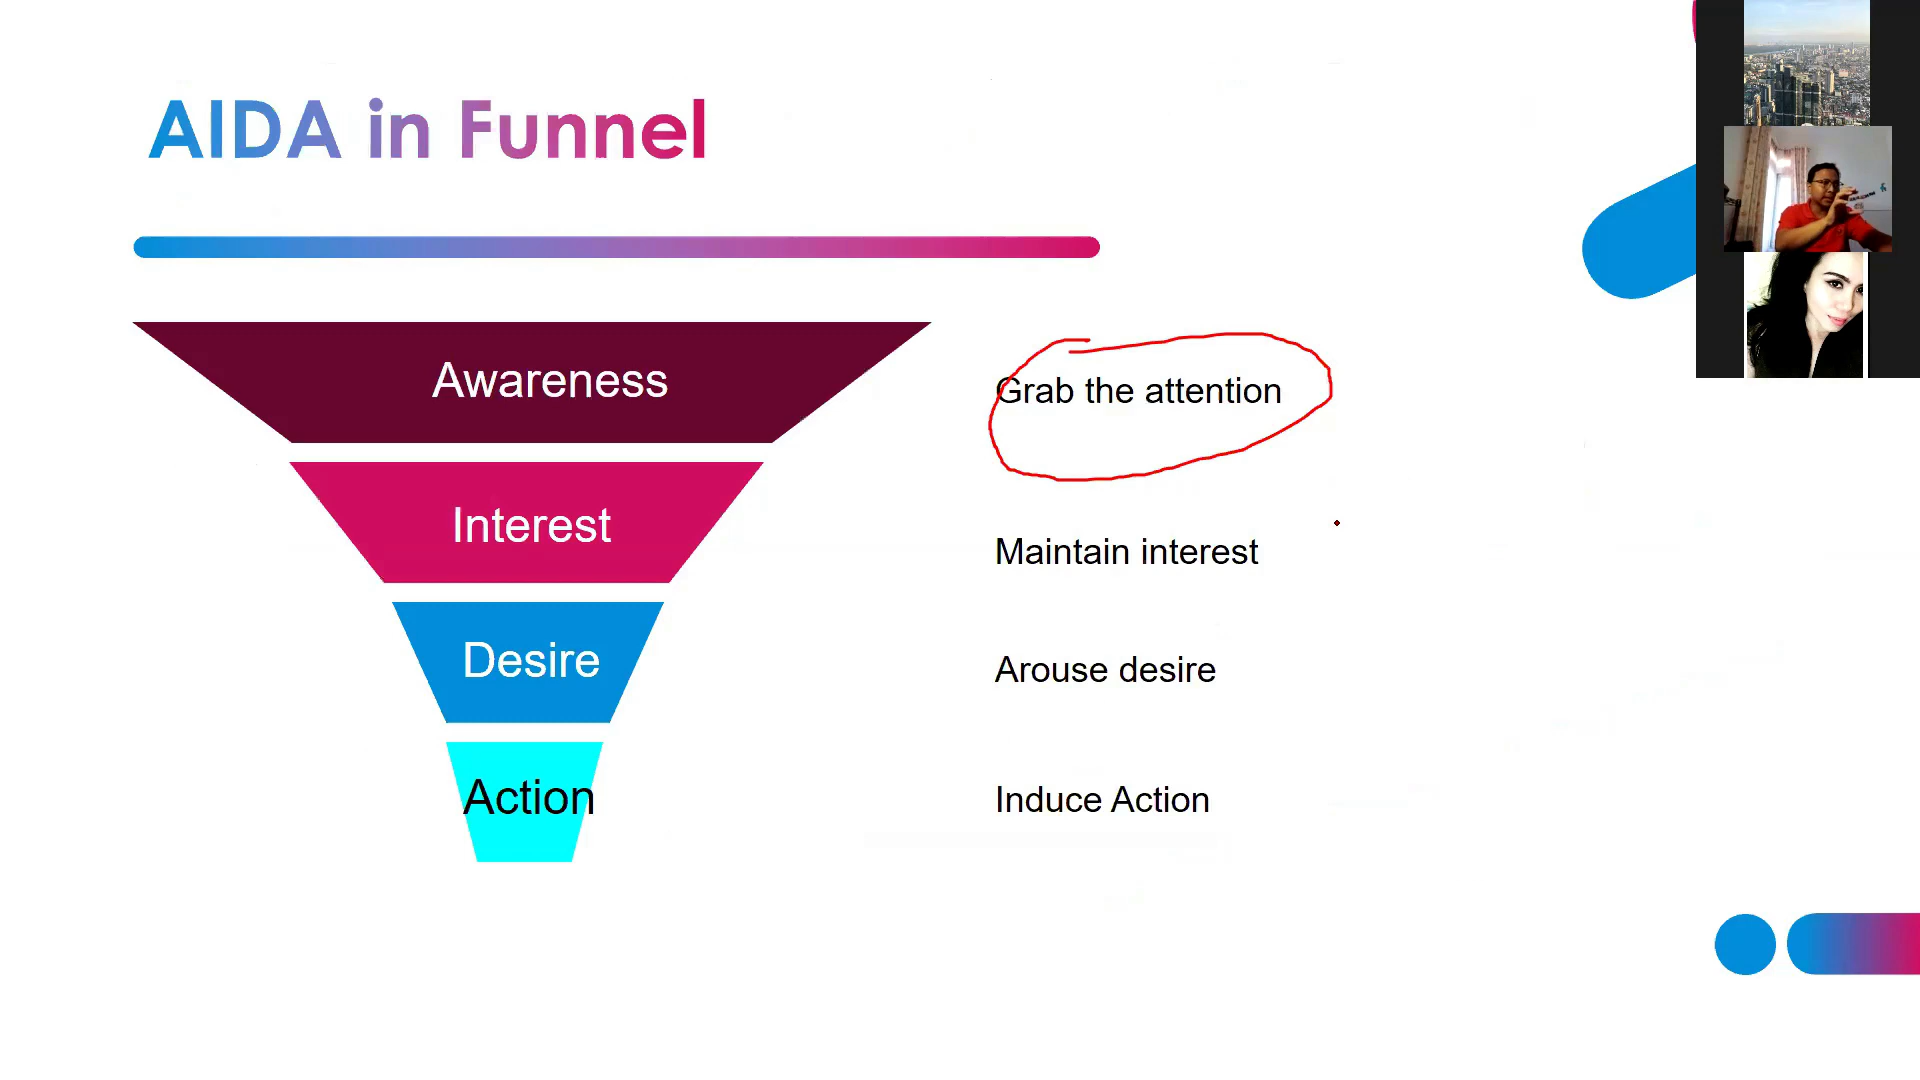 AIDA in Funnel
Awareness
Grab the attention
Interest
Maintain interest
Desire
Arouse desire
Action
Induce Action